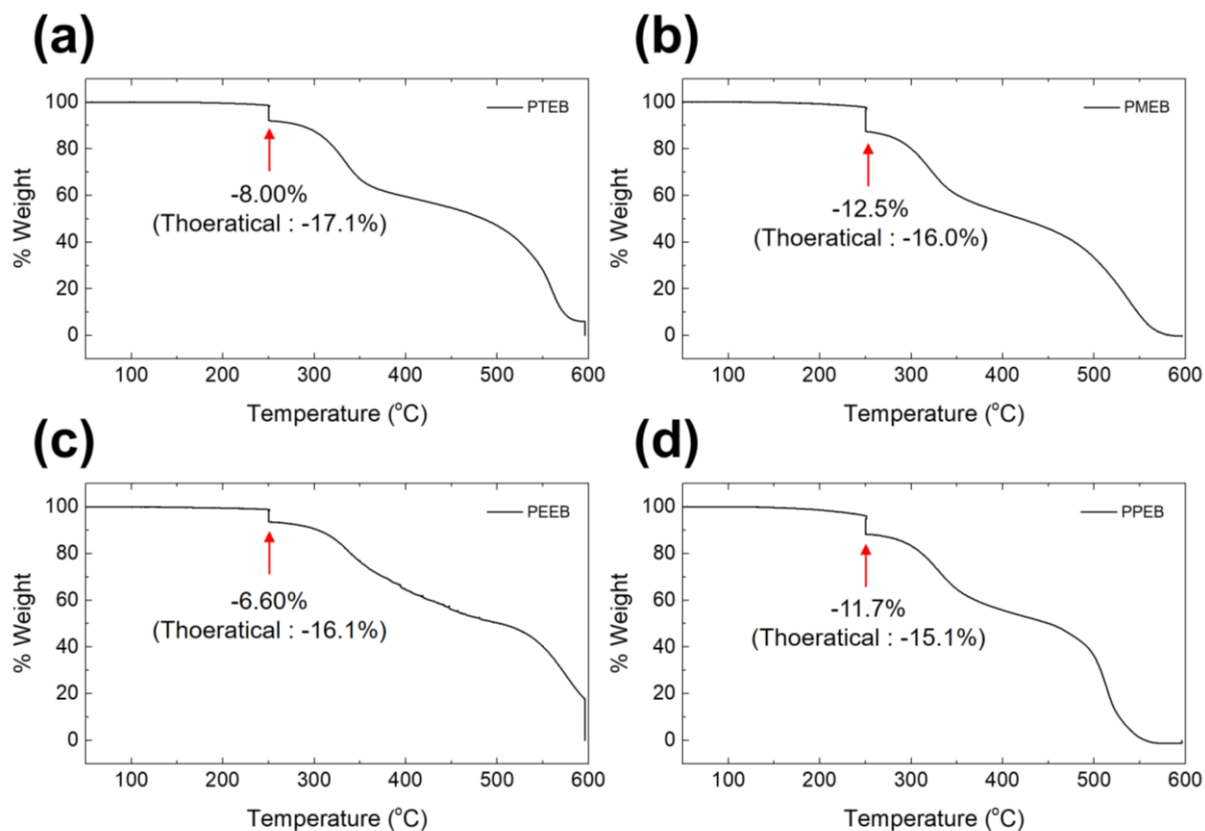 (a)
% Weight
100
80
60
40
20
0
PTEB
-8.00%
(Thoeratical : -17.1%)
100 200 300 400 500 600
Temperature (°C)
(b)
% Weight
100
80
60
40
20
0
PMEB
-12.5%
(Thoeratical : -16.0%)
100 200 300 400 500 600
Temperature (°C)
(c)
% Weight
100
80
60
40
20
0
PEEB
-6.60%
(Thoeratical : -16.1%)
100 200 300 400 500 600
Temperature (°C)
(d)
% Weight
100
80
60
40
20
0
PPEB
-11.7%
(Thoeratical : -15.1%)
100 200 300 400 500 600
Temperature (°C)